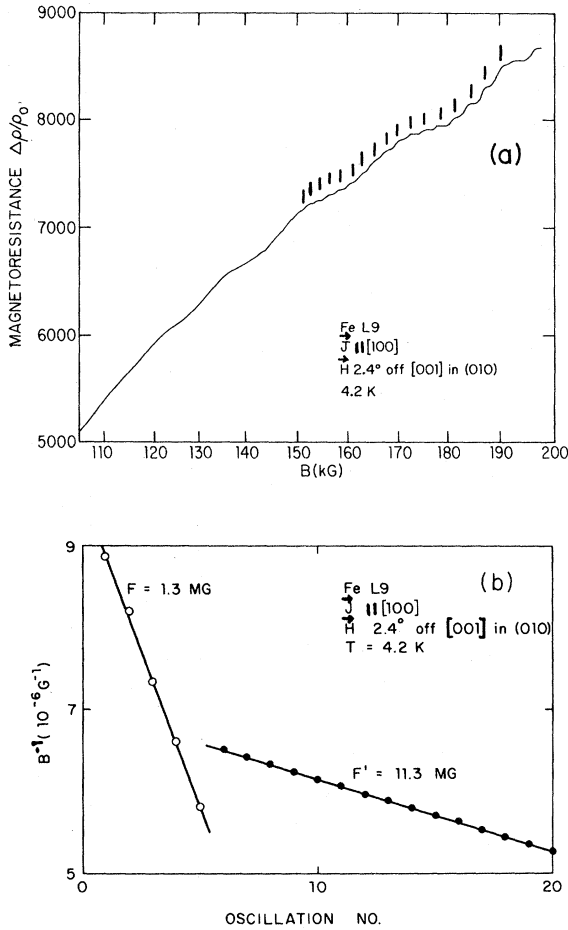 9000
8000
7000
6000
5000
MAGNETORESISTANCE Δρ/ρ₀
(a)
Fe L9
J II [100]
H 2.4° off [001] in (010)
4.2 K
110 120 130 140 150 160 170 180 190 200
B(kG)
9
7
5
B⁻¹(10⁻⁶G⁻¹)
(b)
F = 1.3 MG
Fe L9
J II [100]
H 2.4° off [001] in (010)
T = 4.2 K
F' = 11.3 MG
0 10 20
OSCILLATION NO.